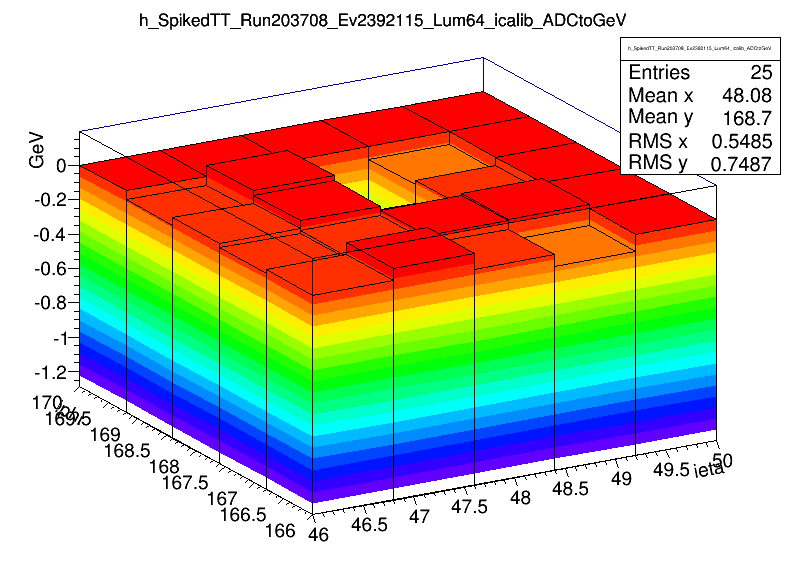 h_SpikedTT_Run203708_Ev2392115_Lum64_icalib_ADCtoGeV
h_SpikedTT_Run203708_Ev2392115_Lum64_icalib_ADCtoGeV
Entries 25
Mean x 48.08
Mean y 168.7
RMS x 0.5485
RMS y 0.7487
GeV
0
-0.2
-0.4
-0.6
-0.8
-1
-1.2
170
169.5
169
168.5
168
167.5
167
166.5
166
46
46.5
47
47.5
48
48.5
49
49.5
50
ieta